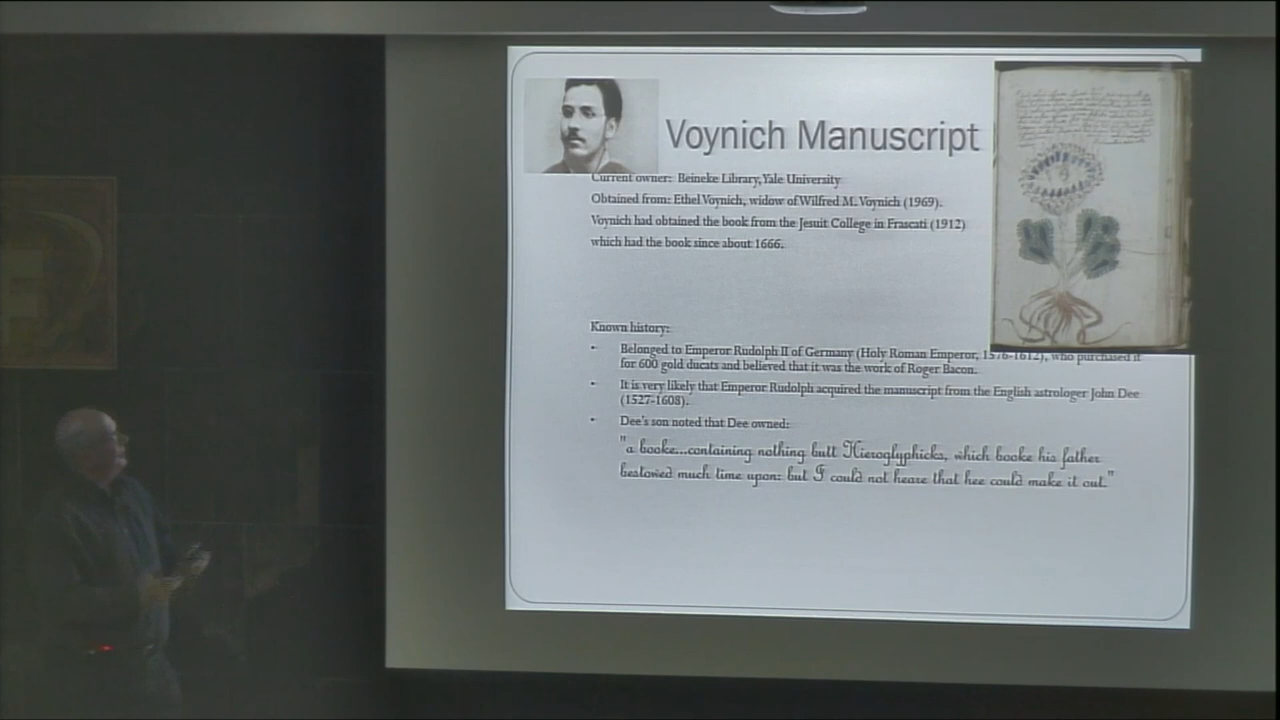 Voynich Manuscript
Current owner: Beineke Library, Yale University
Obtained from: Ethel Voynich, widow of Wilfred M. Voynich (1969).
Voynich had obtained the book from the Jesuit College in Frascati (1912)
which had the book since about 1666.
Known history:
• Belonged to Emperor Rudolph II of Germany (Holy Roman Emperor, 1576-1612), who purchased it
for 600 gold ducats and believed that it was the work of Roger Bacon.
• It is very likely that Emperor Rudolph acquired the manuscript from the English astrologer John Dee
(1527-1608).
• Dee's son noted that Dee owned:
"a booke...containing nothing butt Hieroglyphicks, which booke his father
bestowed much time upon: but I could not heare that hee could make it out."